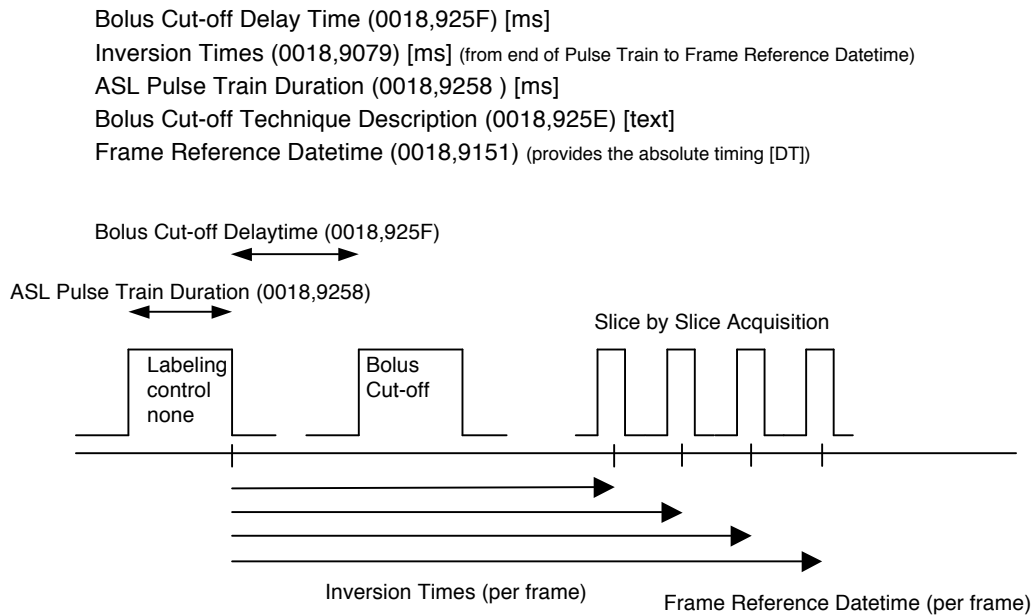 Bolus Cut-off Delay Time (0018,925F) [ms]
Inversion Times (0018,9079) [ms] (from end of Pulse Train to Frame Reference Datetime)
ASL Pulse Train Duration (0018,9258 ) [ms]
Bolus Cut-off Technique Description (0018,925E) [text]
Frame Reference Datetime (0018,9151) (provides the absolute timing [DT])
Bolus Cut-off Delaytime (0018,925F)
ASL Pulse Train Duration (0018,9258)
Slice by Slice Acquisition
Labeling
control
none
Bolus
Cut-off
Inversion Times (per frame)
Frame Reference Datetime (per frame)